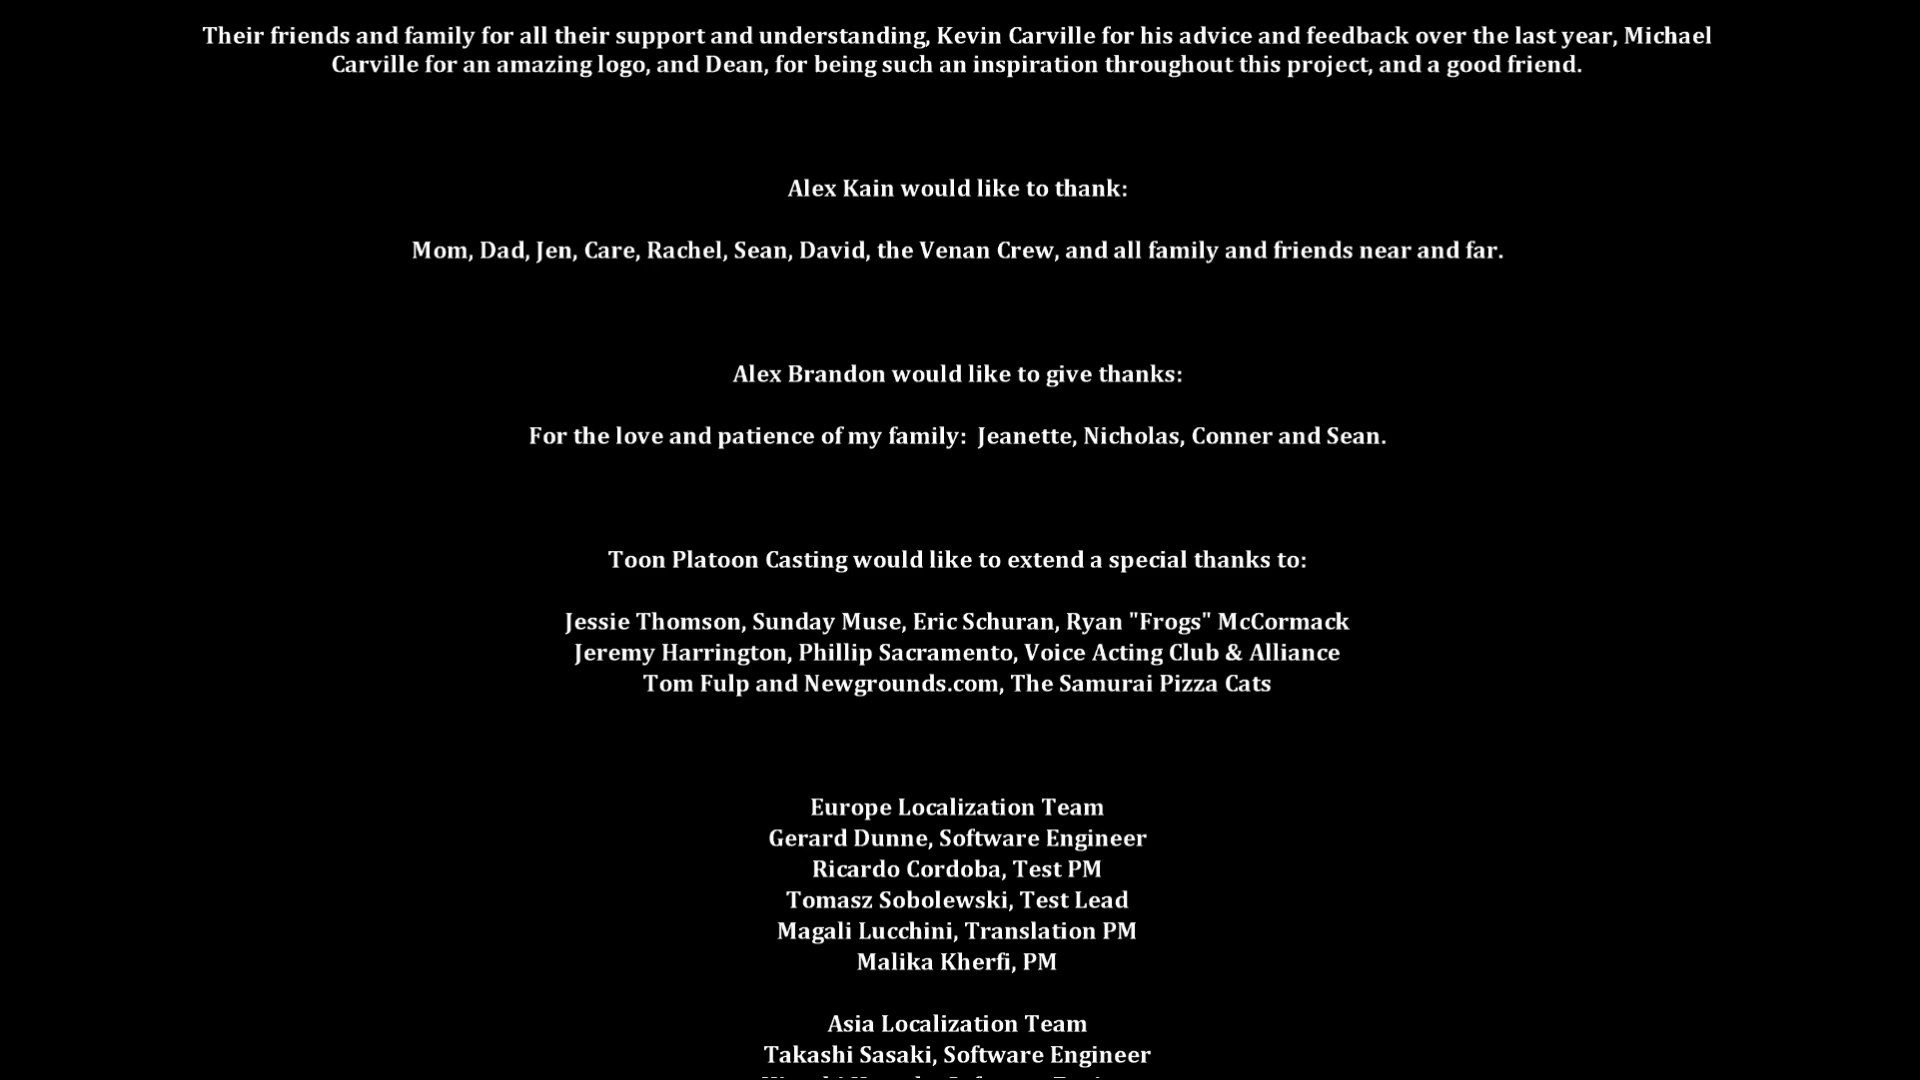 Their friends and family for all their support and understanding, Kevin Carville for his advice and feedback over the last year, Michael
Carville for an amazing logo, and Dean, for being such an inspiration throughout this project, and a good friend.
Alex Kain would like to thank:
Mom, Dad, Jen, Care, Rachel, Sean, David, the Venan Crew, and all family and friends near and far.
Alex Brandon would like to give thanks:
For the love and patience of my family:  Jeanette, Nicholas, Conner and Sean.
Toon Platoon Casting would like to extend a special thanks to:
Jessie Thomson, Sunday Muse, Eric Schuran, Ryan "Frogs" McCormack
Jeremy Harrington, Phillip Sacramento, Voice Acting Club & Alliance
Tom Fulp and Newgrounds.com, The Samurai Pizza Cats
Europe Localization Team
Gerard Dunne, Software Engineer
Ricardo Cordoba, Test PM
Tomasz Sobolewski, Test Lead
Magali Lucchini, Translation PM
Malika Kherfi, PM
Asia Localization Team
Takashi Sasaki, Software Engineer